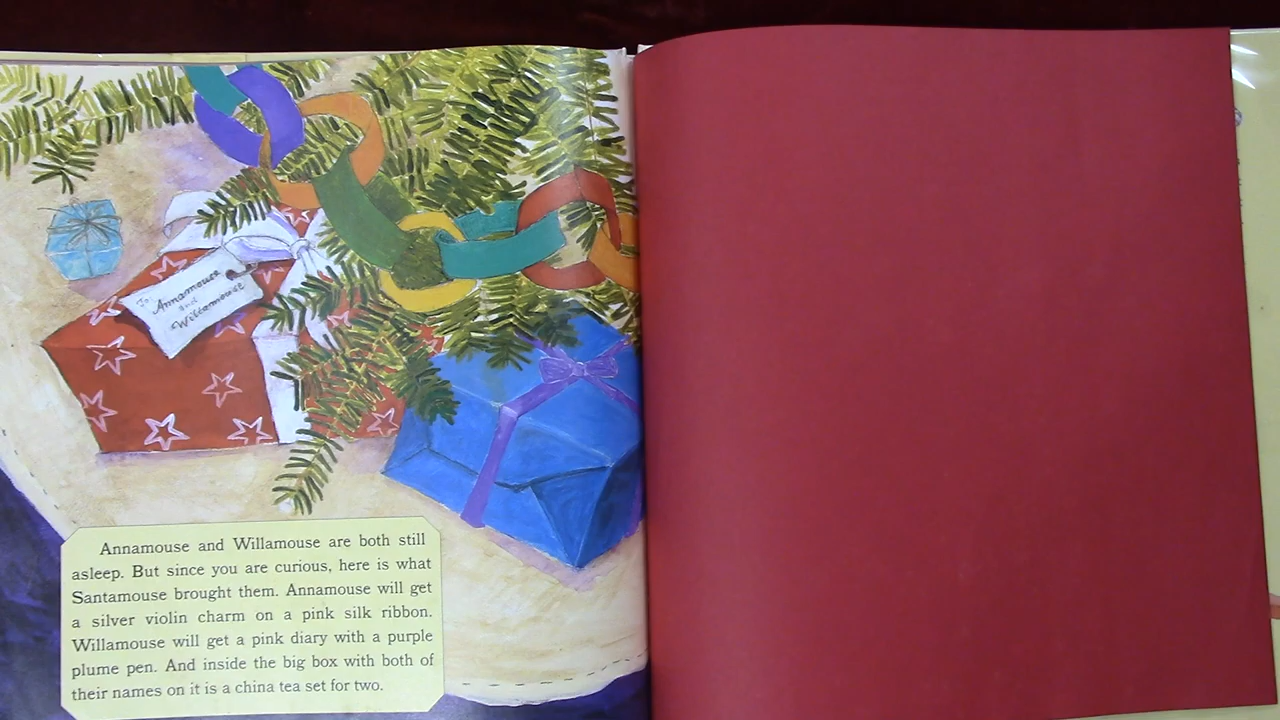 To:
Annamouse
and
Willamouse
Annamouse and Willamouse are both still
asleep. But since you are curious, here is what
Santamouse brought them. Annamouse will get
a silver violin charm on a pink silk ribbon.
Willamouse will get a pink diary with a purple
plume pen. And inside the big box with both of
their names on it is a china tea set for two.